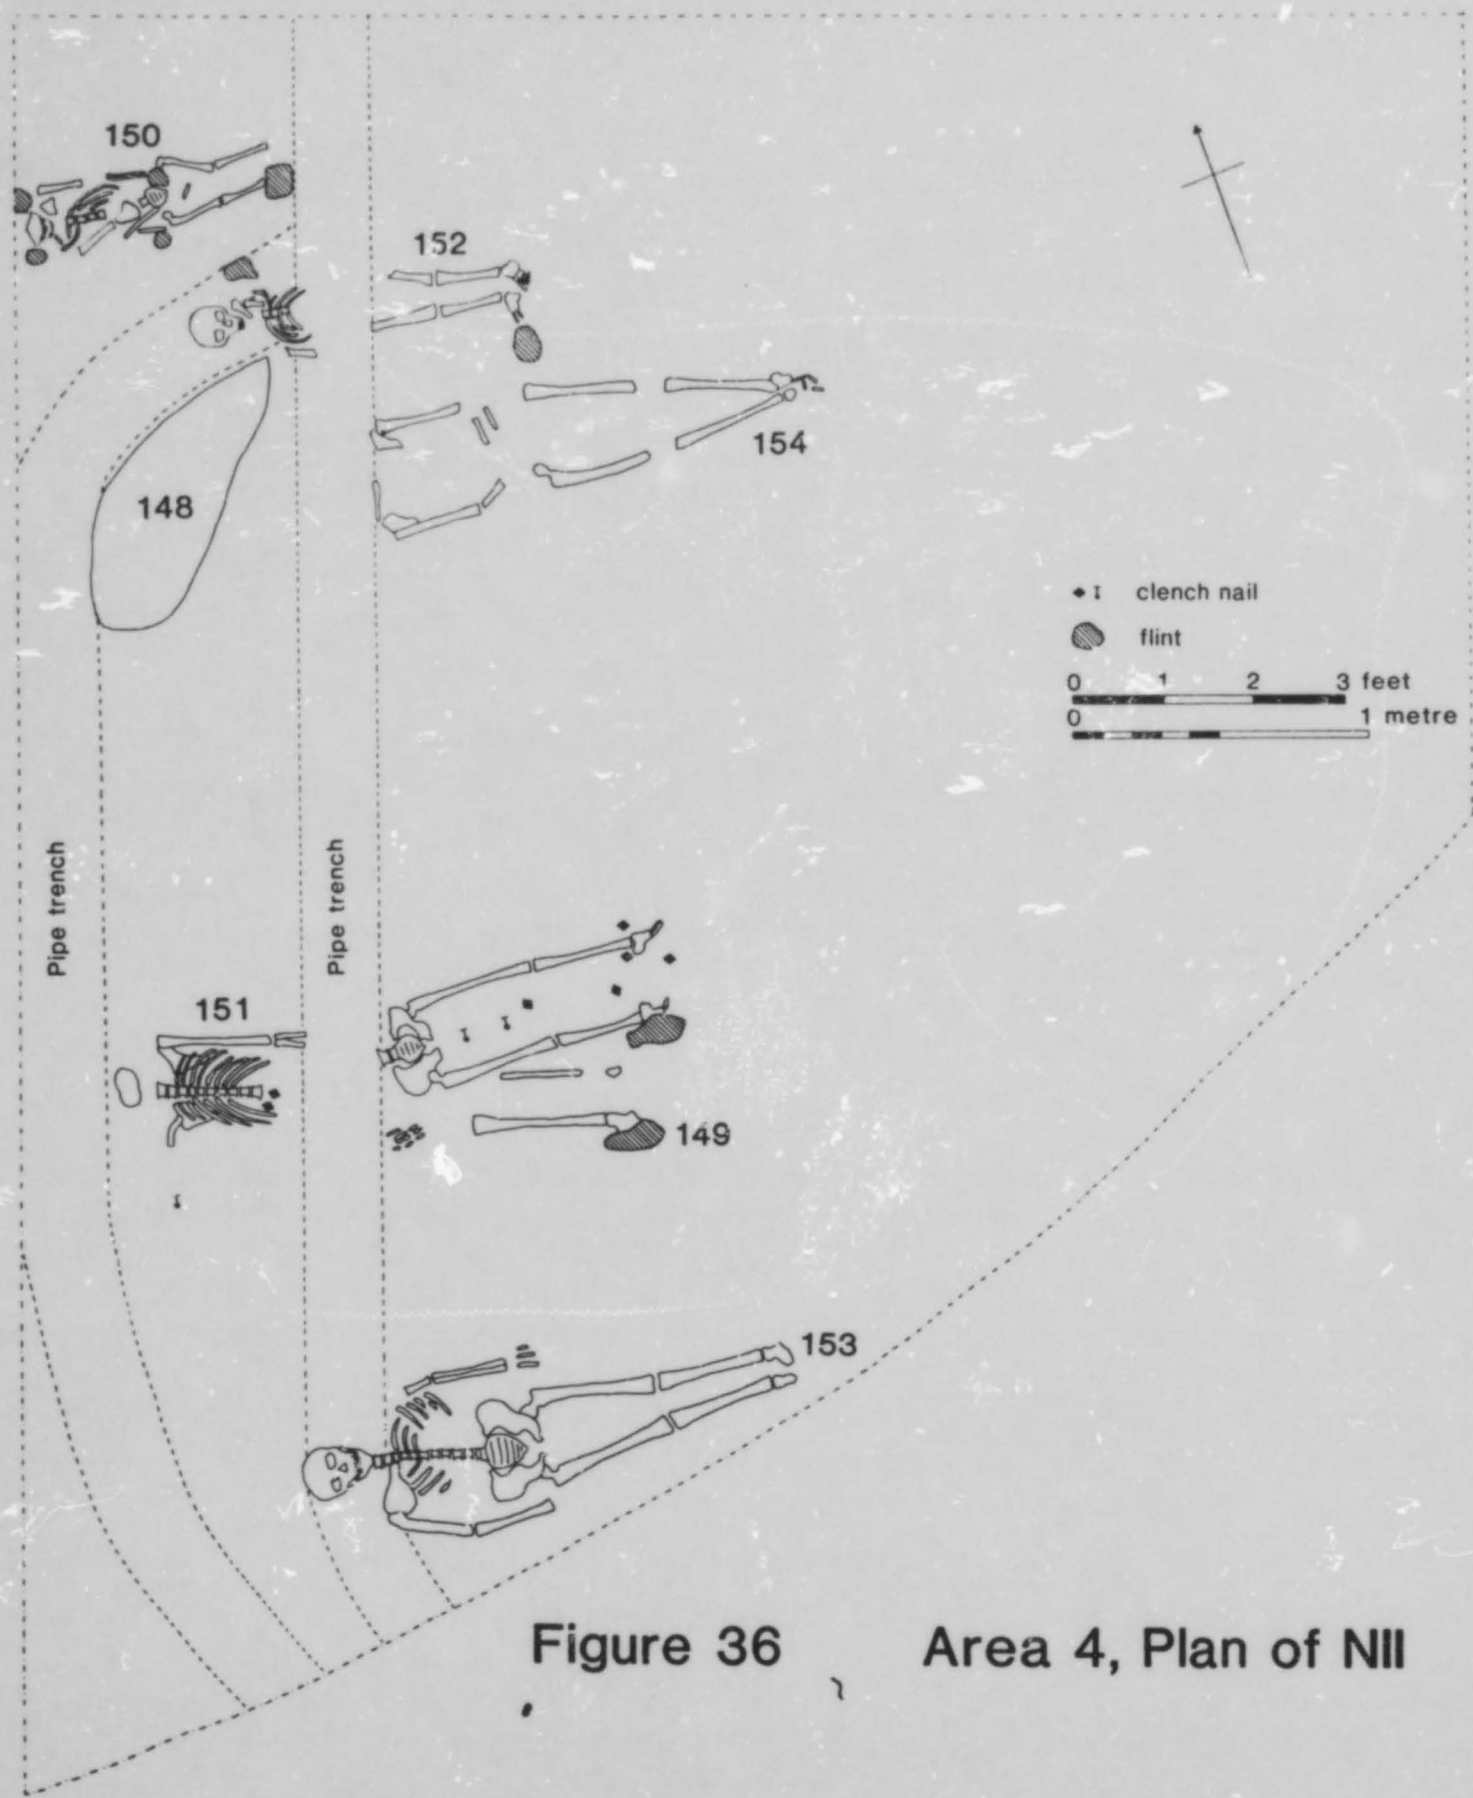 150
152
154
148
clench nail
flint
0 1 2 3 feet
0 1 metre
Pipe trench
Pipe trench
151
149
153
Figure 36 Area 4, Plan of NII